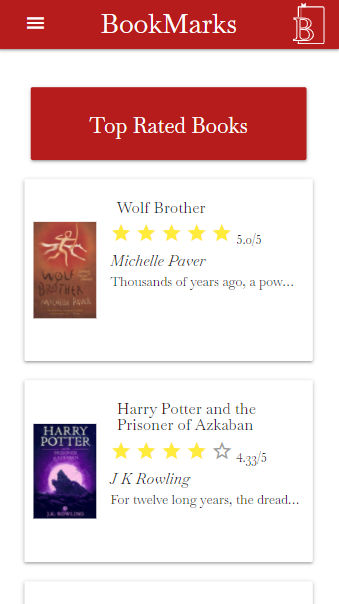 BookMarks
B
Top Rated Books
Wolf Brother
5.0/5
Michelle Paver
Thousands of years ago, a pow...
WOLF
BROTHER
MICHELLE PAVER
Harry Potter and the
Prisoner of Azkaban
4.33/5
J K Rowling
For twelve long years, the dread...
HARRY
POTTER
J.K. ROWLING